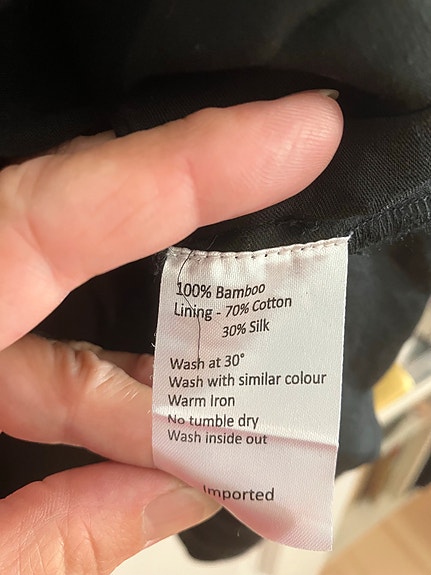 100% Bamboo
Lining - 70% Cotton
30% Silk
Wash at 30°
Wash with similar colour
Warm Iron
No tumble dry
Wash inside out
Imported